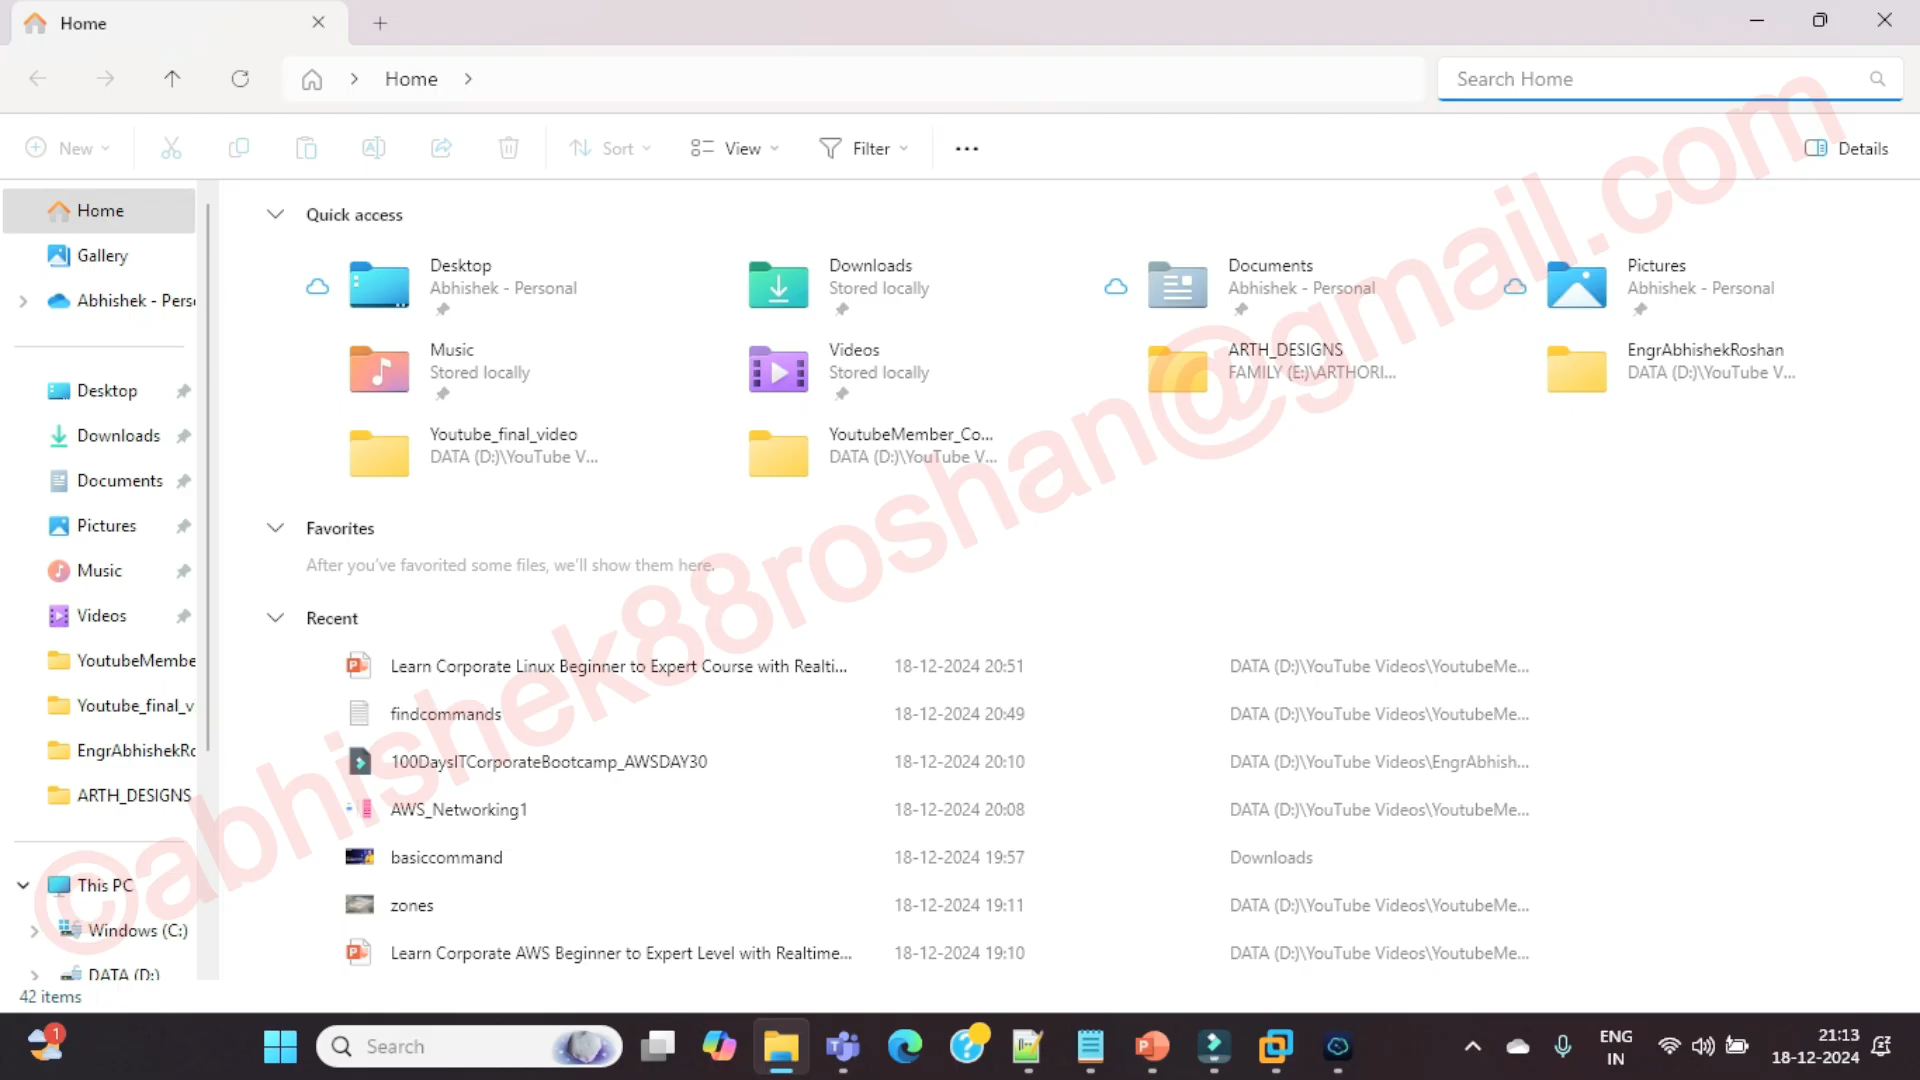 Home
Home
Search Home
New
Sort
View
Filter
Details
Home
Gallery
Abhishek - Pers
Desktop
Downloads
Documents
Pictures
Music
Videos
YoutubeMembe
Youtube_final_v
EngrAbhishekRo
ARTH_DESIGNS
This PC
Windows (C:)
DATA (D:)
42 items
Quick access
Desktop
Abhishek - Personal
Downloads
Stored locally
Documents
Abhishek - Personal
Pictures
Abhishek - Personal
Music
Stored locally
Videos
Stored locally
ARTH_DESIGNS
FAMILY (E:)\ARTHORI...
EngrAbhishekRoshan
DATA (D:)\YouTube V...
Youtube_final_video
DATA (D:)\YouTube V...
YoutubeMember_Co...
DATA (D:)\YouTube V...
Favorites
After you've favorited some files, we'll show them here.
Recent
Learn Corporate Linux Beginner to Expert Course with Realti... 18-12-2024 20:51 DATA (D:)\YouTube Videos\YoutubeMe...
findcommands 18-12-2024 20:49 DATA (D:)\YouTube Videos\YoutubeMe...
100DaysITCorporateBootcamp_AWSDAY30 18-12-2024 20:10 DATA (D:)\YouTube Videos\EngrAbhish...
AWS_Networking1 18-12-2024 20:08 DATA (D:)\YouTube Videos\YoutubeMe...
basiccommand 18-12-2024 19:57 Downloads
zones 18-12-2024 19:11 DATA (D:)\YouTube Videos\YoutubeMe...
Learn Corporate AWS Beginner to Expert Level with Realtime... 18-12-2024 19:10 DATA (D:)\YouTube Videos\YoutubeMe...
©abhishek88roshan@gmail.com
1
Search
ENG
IN
21:13
18-12-2024